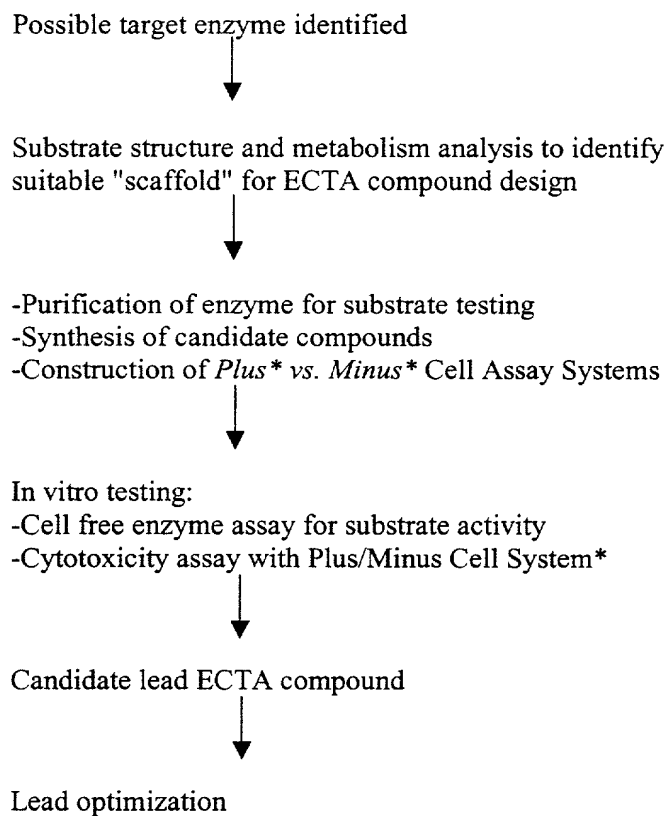 Possible target enzyme identified
Substrate structure and metabolism analysis to identify
suitable "scaffold" for ECTA compound design
-Purification of enzyme for substrate testing
-Synthesis of candidate compounds
-Construction of Plus* vs. Minus* Cell Assay Systems
In vitro testing:
-Cell free enzyme assay for substrate activity
-Cytotoxicity assay with Plus/Minus Cell System*
Candidate lead ECTA compound
Lead optimization